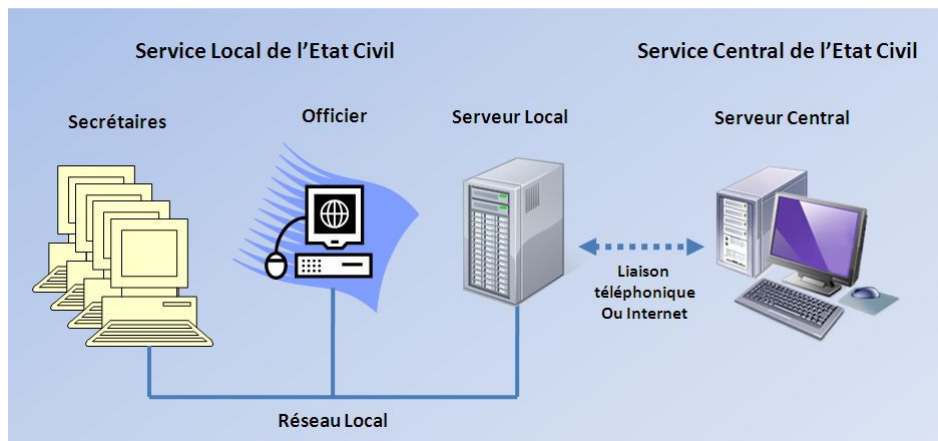 Service Local de l'Etat Civil
Service Central de l'Etat Civil
Secrétaires
Officier
Serveur Local
Serveur Central
Liaison
téléphonique
Ou Internet
Réseau Local